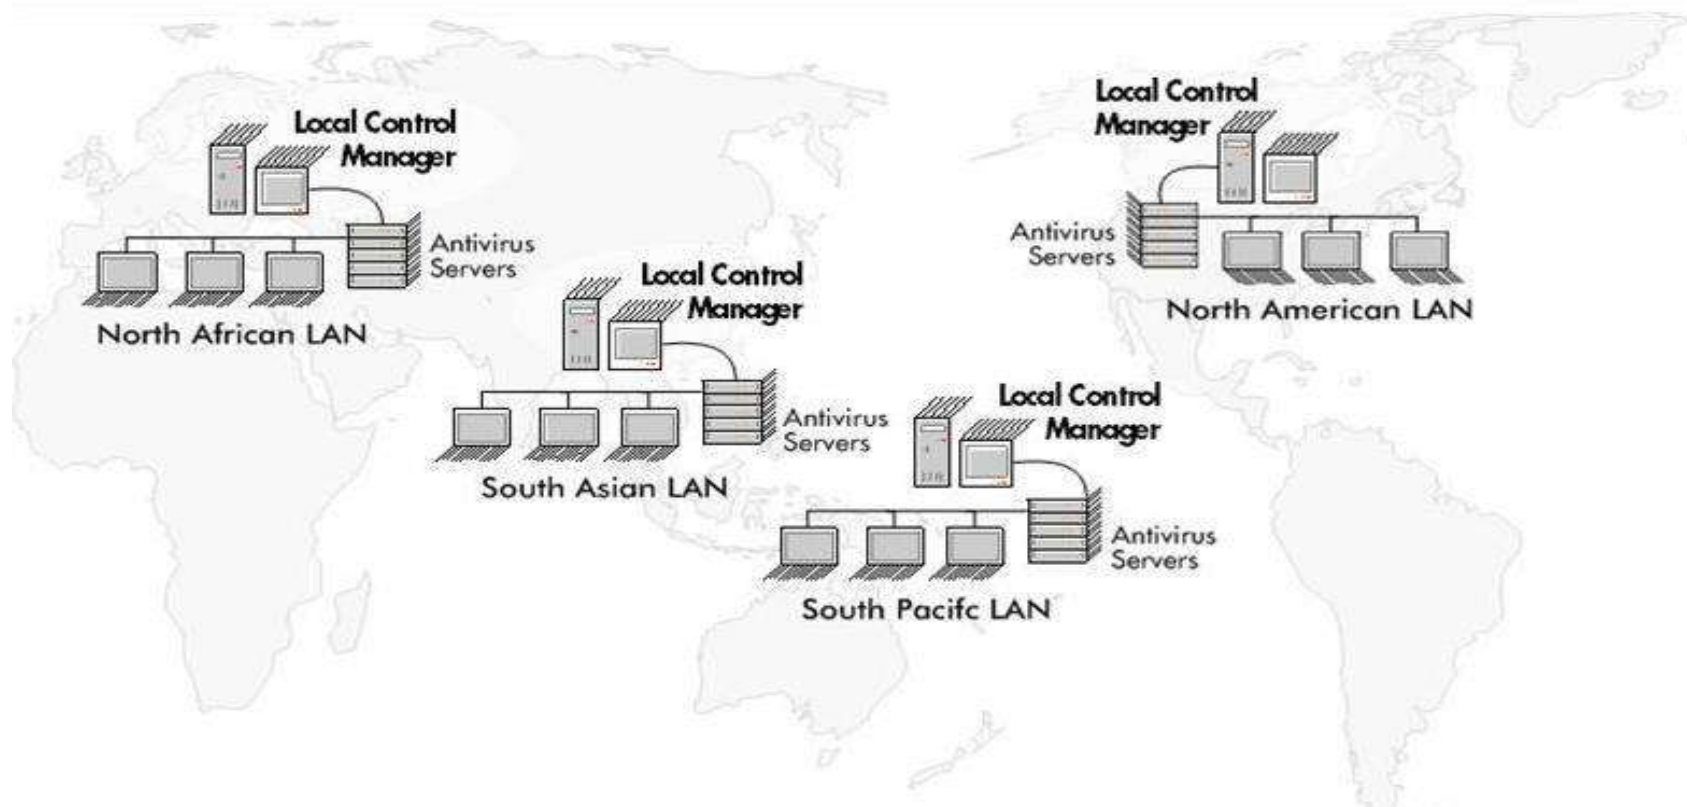 Local Control
Manager
Antivirus
Servers
North African LAN
Local Control
Manager
Antivirus
Servers
South Asian LAN
Local Control
Manager
Antivirus
Servers
South Pacifc LAN
Local Control
Manager
Antivirus
Servers
North American LAN